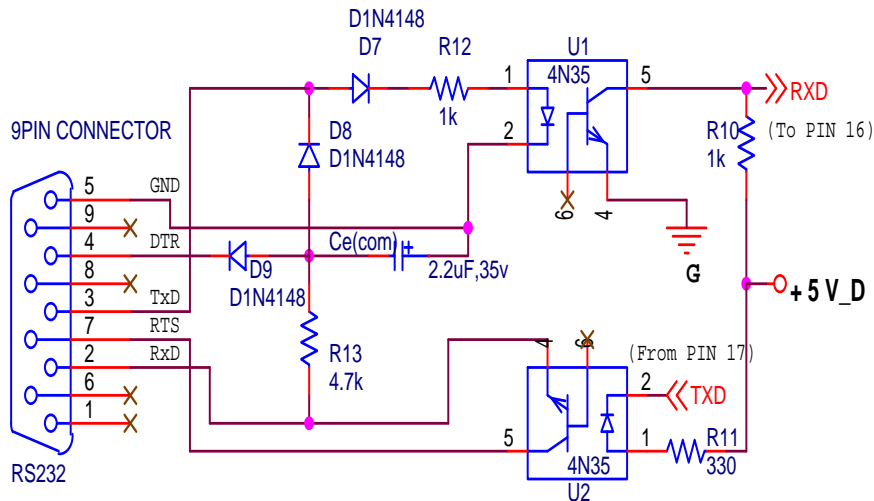 D1N4148
D7
R12
1k
U1
4N35
1
2
5
6
4
RXD
(To PIN 16)
R10
1k
9PIN CONNECTOR
D8
D1N4148
5
GND
9
4
DTR
8
3
TxD
7
RTS
2
RxD
6
1
RS232
D9
D1N4148
Ce(com)
+
2.2uF,35v
G
+5 V_D
R13
4.7k
4
6
(From PIN 17)
2
TXD
5
1
R11
330
4N35
U2